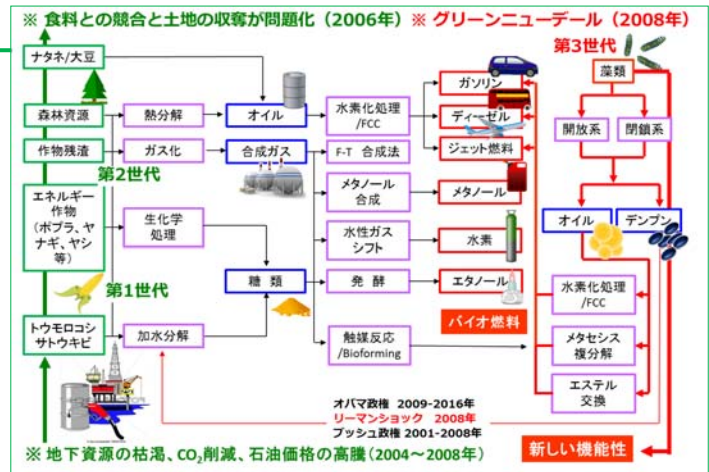 ※ 食料との競合と土地の収奪が問題化（2006年）
※ グリーンニューデール（2008年）
第3世代
ナタネ/大豆
ガソリン
藻類
森林資源
熱分解
オイル
水素化処理
/FCC
ディーゼル
開放系
閉鎖系
作物残渣
ガス化
合成ガス
F-T 合成法
ジェット燃料
第2世代
エネルギー
作物
（ポプラ、ヤ
ナギ、ヤシ
等）
メタノール
合成
メタノール
生化学
処理
水性ガス
シフト
水素
オイル
デンプン
第1世代
糖 類
発 酵
エタノール
水素化処理
/FCC
バイオ燃料
トウモロコシ
サトウキビ
加水分解
触媒反応
/Bioforming
メタセシス
複分解
エステル
交換
オバマ政権 2009-2016年
リーマンショック 2008年
ブッシュ政権 2001-2008年
新しい機能性
※ 地下資源の枯渇、CO₂削減、石油価格の高騰（2004～2008年）